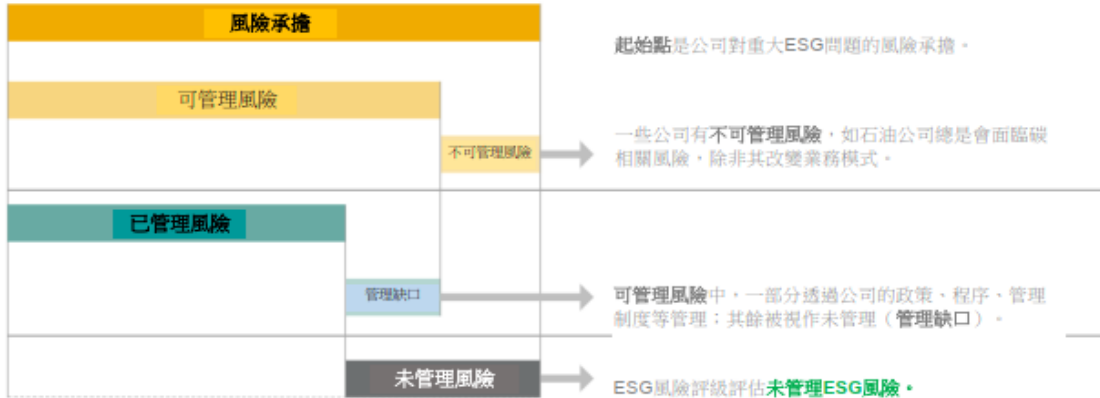 風險承擔
起始點是公司對重大ESG問題的風險承擔。
可管理風險
一些公司有不可管理風險，如石油公司總是會面臨碳
相關風險，除非其改變業務模式。
不可管理風險
已管理風險
管理缺口
可管理風險中，一部分透過公司的政策、程序、管理
制度等管理；其餘被視作未管理（管理缺口）。
未管理風險
ESG風險評級評估未管理ESG風險。